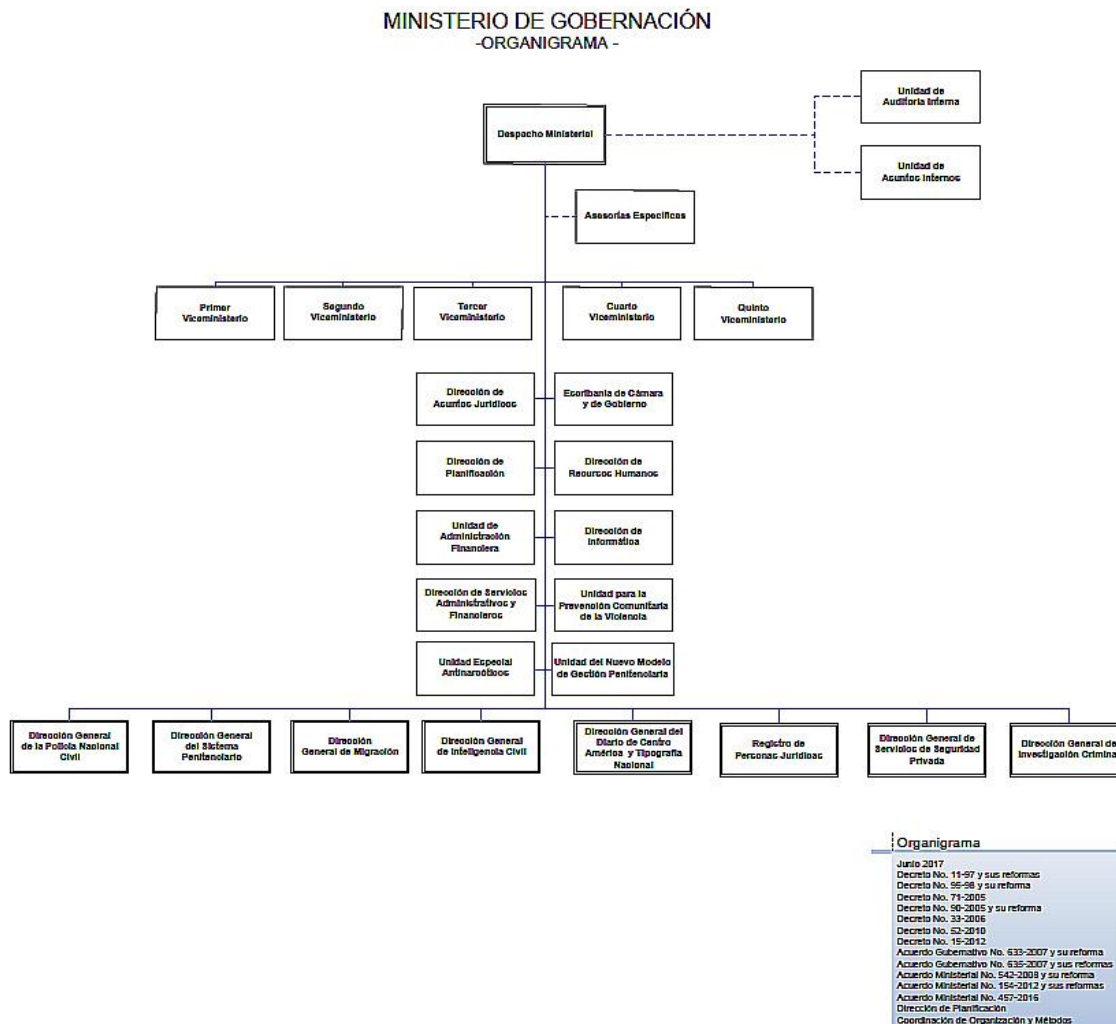 MINISTERIO DE GOBERNACIÓN
-ORGANIGRAMA -
Unidad de
Auditoría Interna
Despacho Ministerial
Unidad de
Asuntos Internos
Asesorías Específicas
Primer
Viceministerio
Segundo
Viceministerio
Tercer
Viceministerio
Cuarto
Viceministerio
Quinto
Viceministerio
Dirección de
Asuntos Jurídicos
Escribanía de Cámara
y de Gobierno
Dirección de
Planificación
Dirección de
Recursos Humanos
Unidad de
Administración
Financiera
Dirección de
Informática
Dirección de Servicios
Administrativos y
Financieros
Unidad para la
Prevención Comunitaria
de la Violencia
Unidad Especial
Antinarcóticos
Unidad del Nuevo Modelo
de Gestión Penitenciaria
Dirección General
de la Policía Nacional
Civil
Dirección General
del Sistema
Penitenciario
Dirección
General de Migración
Dirección General
de Inteligencia Civil
Dirección General del
Diario de Centro
América y Tipografía
Nacional
Registro de
Personas Jurídicas
Dirección General de
Servicios de Seguridad
Privada
Dirección General de
Investigación Crimina
Organigrama
Junio 2017
Decreto No. 11-97 y sus reformas
Decreto No. 95-98 y su reforma
Decreto No. 71-2005
Decreto No. 90-2005 y su reforma
Decreto No. 33-2006
Decreto No. 52-2010
Decreto No. 15-2012
Acuerdo Gubernativo No. 633-2007 y su reforma
Acuerdo Gubernativo No. 635-2007 y sus reformas
Acuerdo Ministerial No. 542-2008 y su reforma
Acuerdo Ministerial No. 154-2012 y sus reformas
Acuerdo Ministerial No. 457-2016
Dirección de Planificación
Coordinación de Organización y Métodos